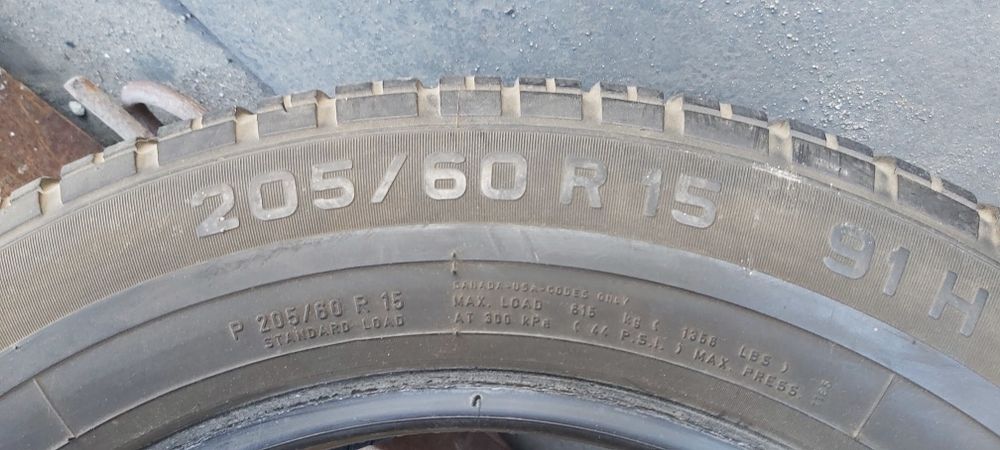 205/60 R 15 91 H
P 205/60 R 15
STANDARD LOAD
CANADA-USA-CODES ONLY
MAX. LOAD 615 KG ( 1356 LBS )
AT 300 kPa ( 44 P.S.I. ) MAX. PRESS.